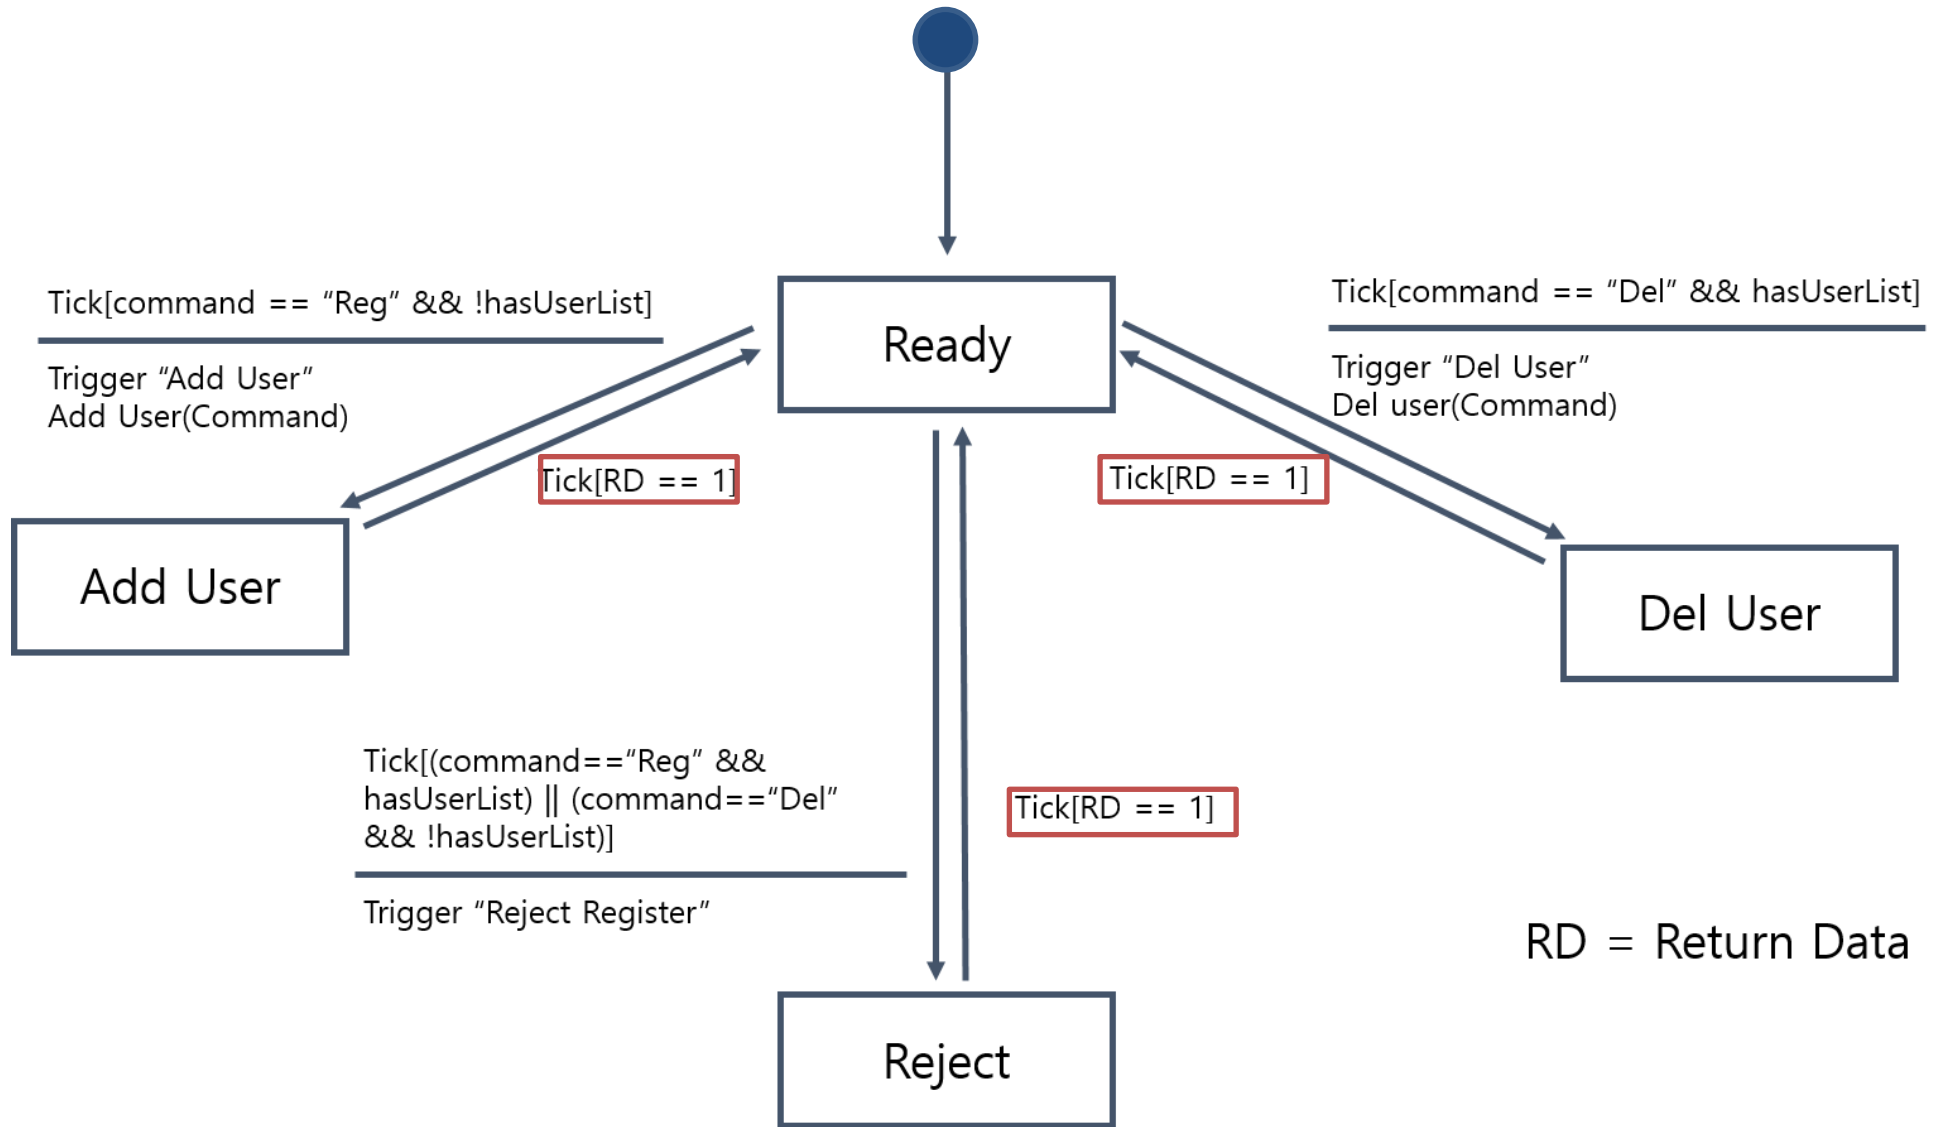 Tick[command == “Reg” && !hasUserList]
Trigger “Add User”
Add User(Command)
Ready
Tick[command == “Del” && hasUserList]
Trigger “Del User”
Del user(Command)
Tick[RD == 1]
Tick[RD == 1]
Add User
Del User
Tick[(command==“Reg” &&
hasUserList) || (command==“Del”
&& !hasUserList)]
Trigger “Reject Register”
Tick[RD == 1]
RD = Return Data
Reject